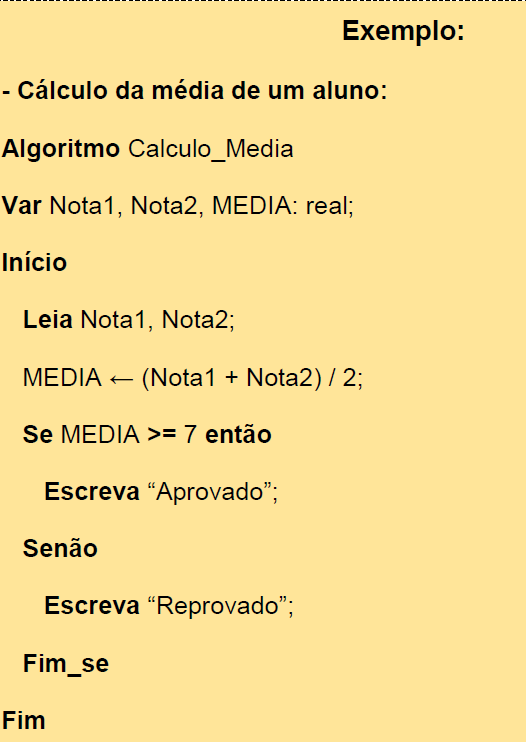 Exemplo:
- Cálculo da média de um aluno:
Algoritmo Calculo_Media
Var Nota1, Nota2, MEDIA: real;
Início
Leia Nota1, Nota2;
MEDIA ← (Nota1 + Nota2) / 2;
Se MEDIA >= 7 então
Escreva “Aprovado”;
Senão
Escreva “Reprovado”;
Fim_se
Fim